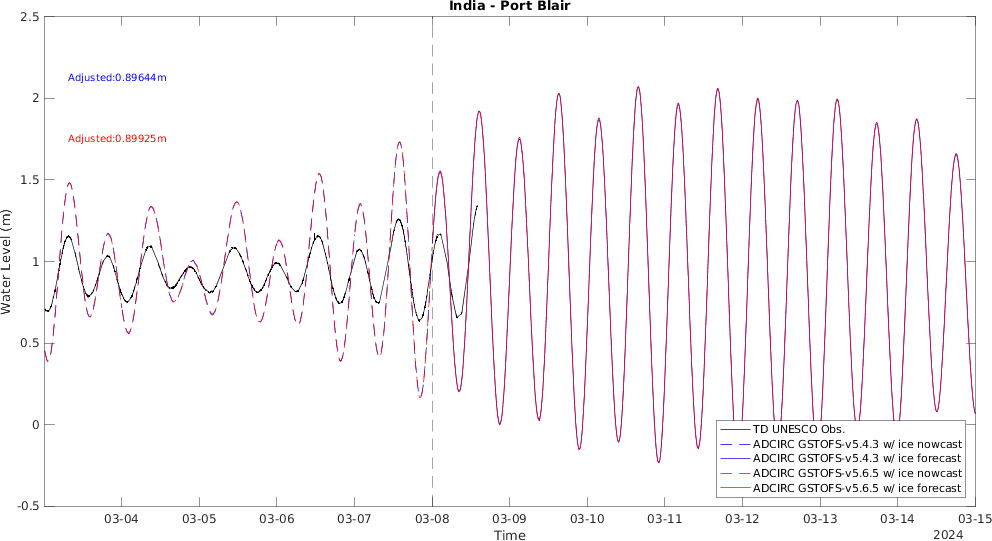 India - Port Blair
2.5
2
1.5
1
0.5
0
-0.5
Water Level (m)
Adjusted:0.89644m
Adjusted:0.89925m
TD UNESCO Obs.
ADCIRC GSTOFS-v5.4.3 w/ ice nowcast
ADCIRC GSTOFS-v5.4.3 w/ ice forecast
ADCIRC GSTOFS-v5.6.5 w/ ice nowcast
ADCIRC GSTOFS-v5.6.5 w/ ice forecast
03-04 03-05 03-06 03-07 03-08 03-09 03-10 03-11 03-12 03-13 03-14 03-15
Time
2024